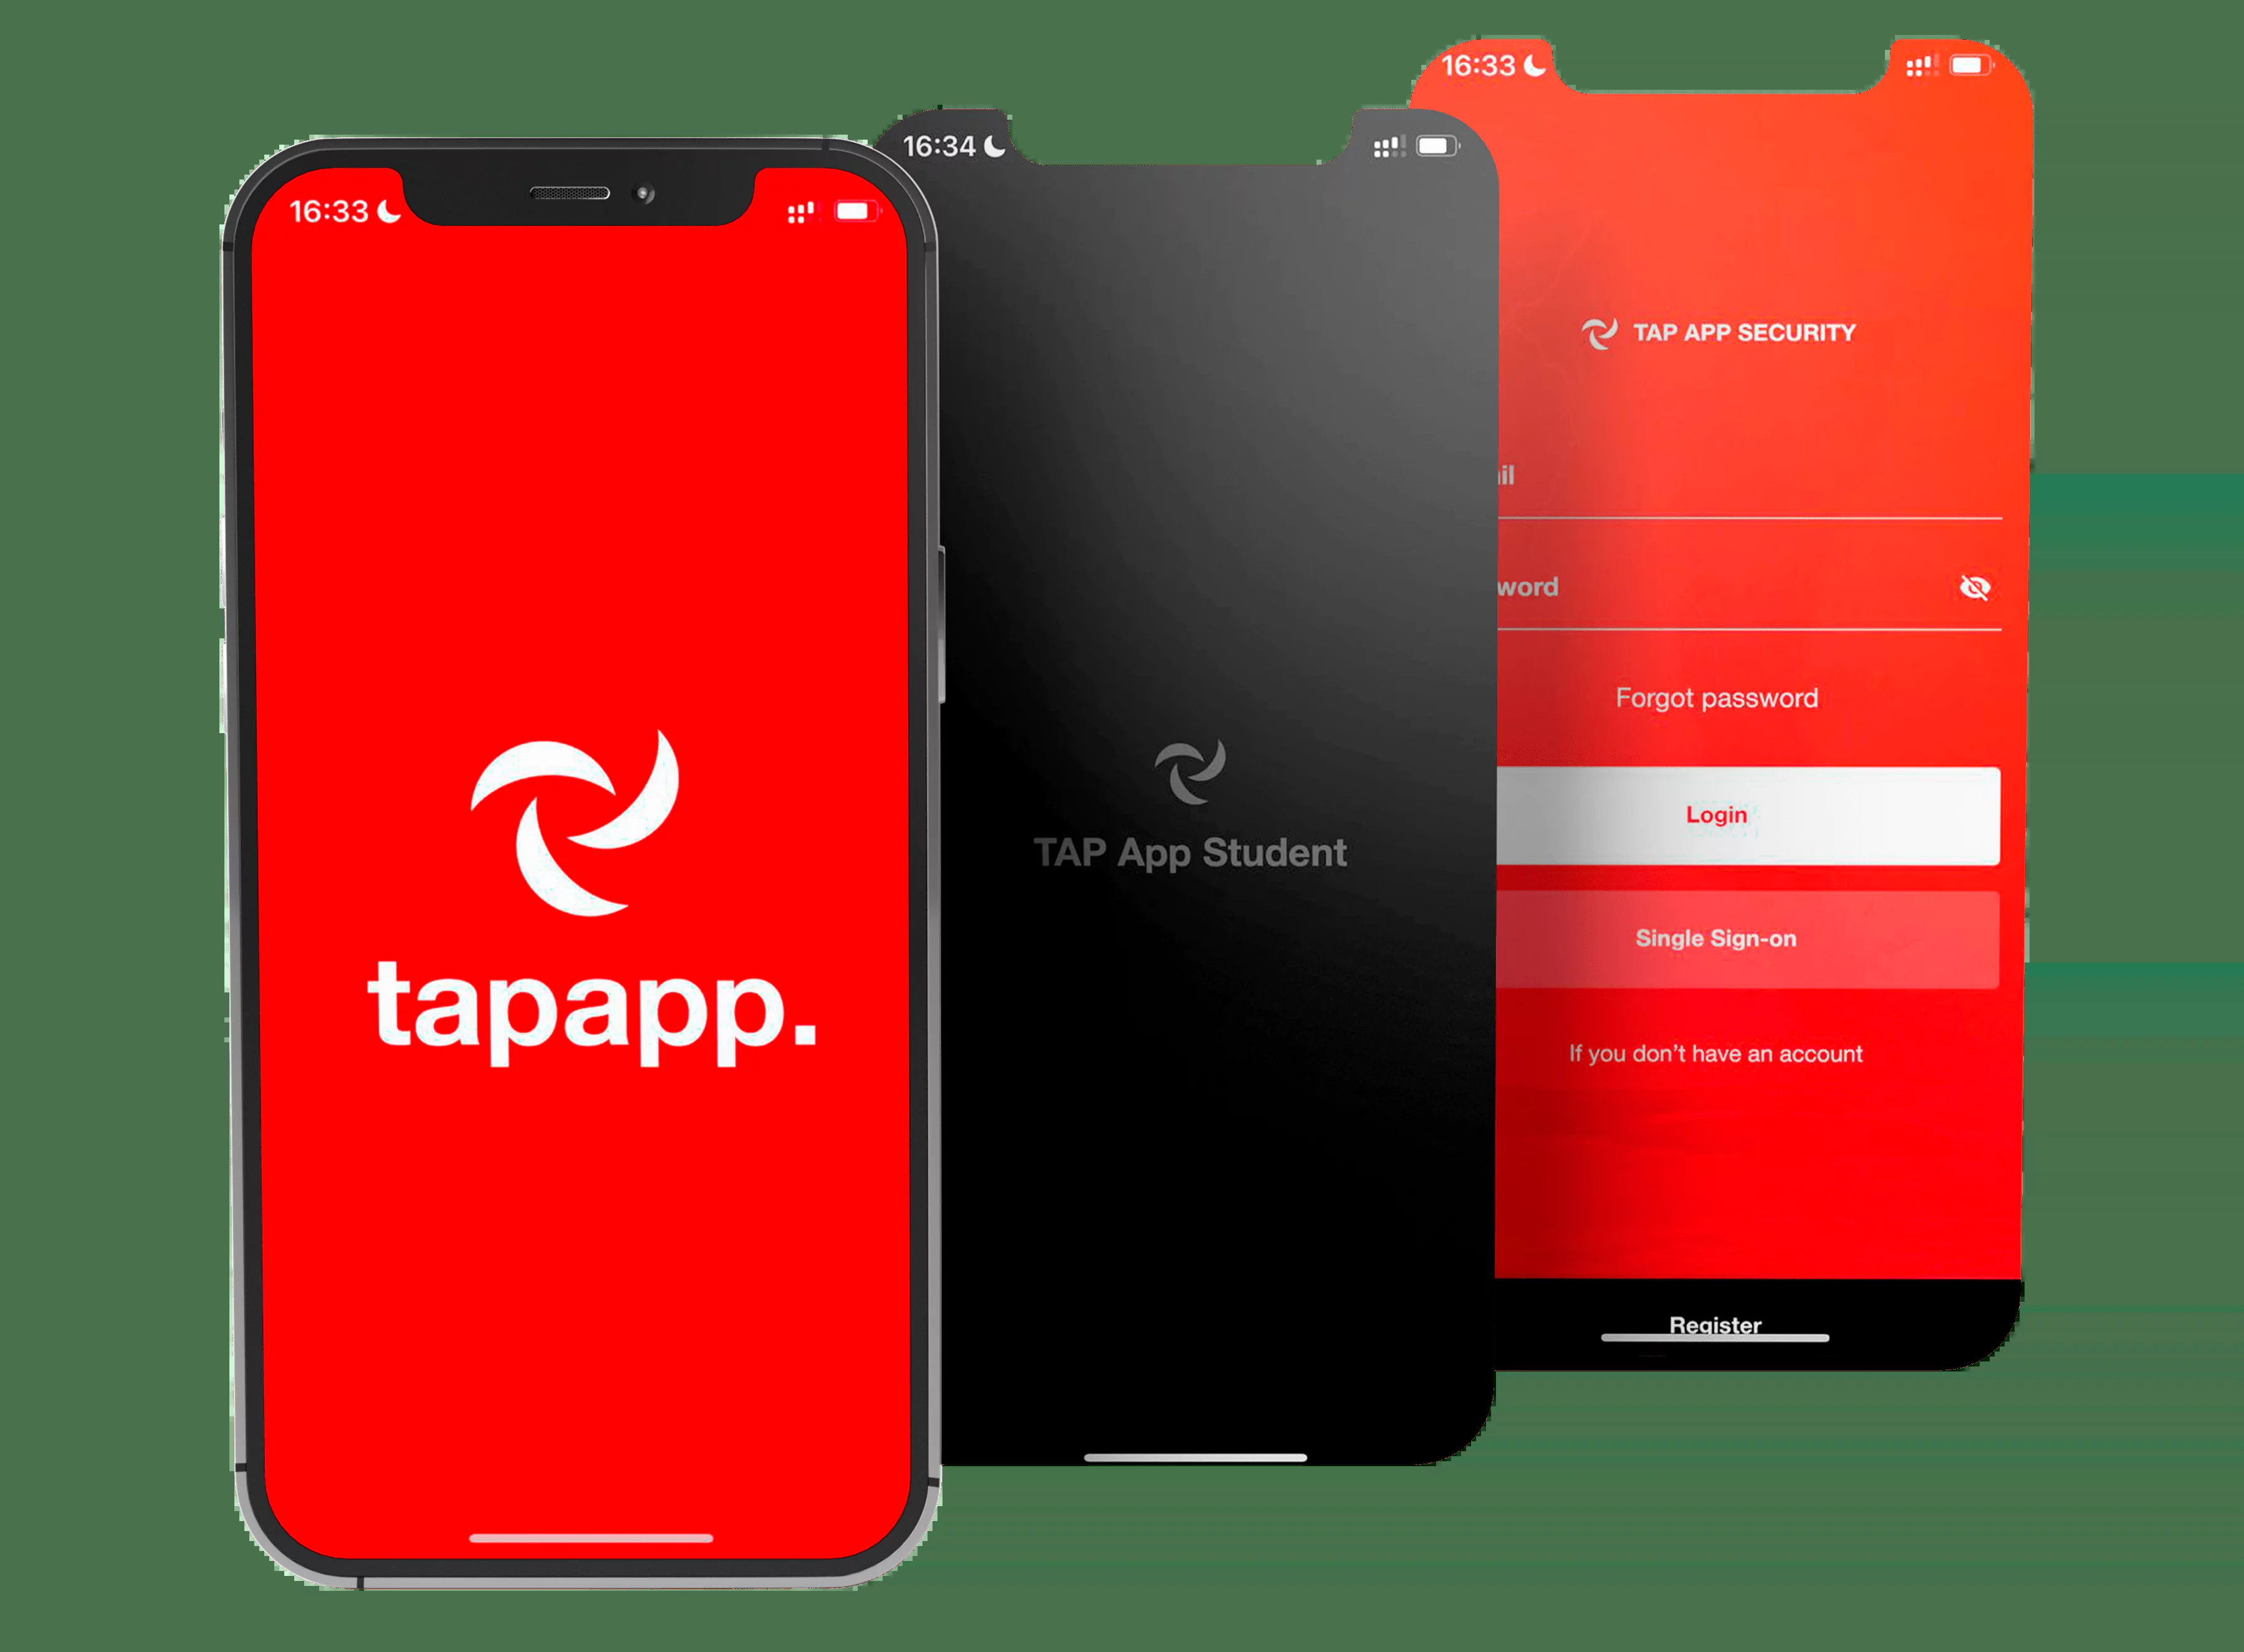 16:33
tapapp.
16:34
TAP App Student
16:33
TAP APP SECURITY
il
word
Forgot password
Login
Single Sign-on
If you don't have an account
Register